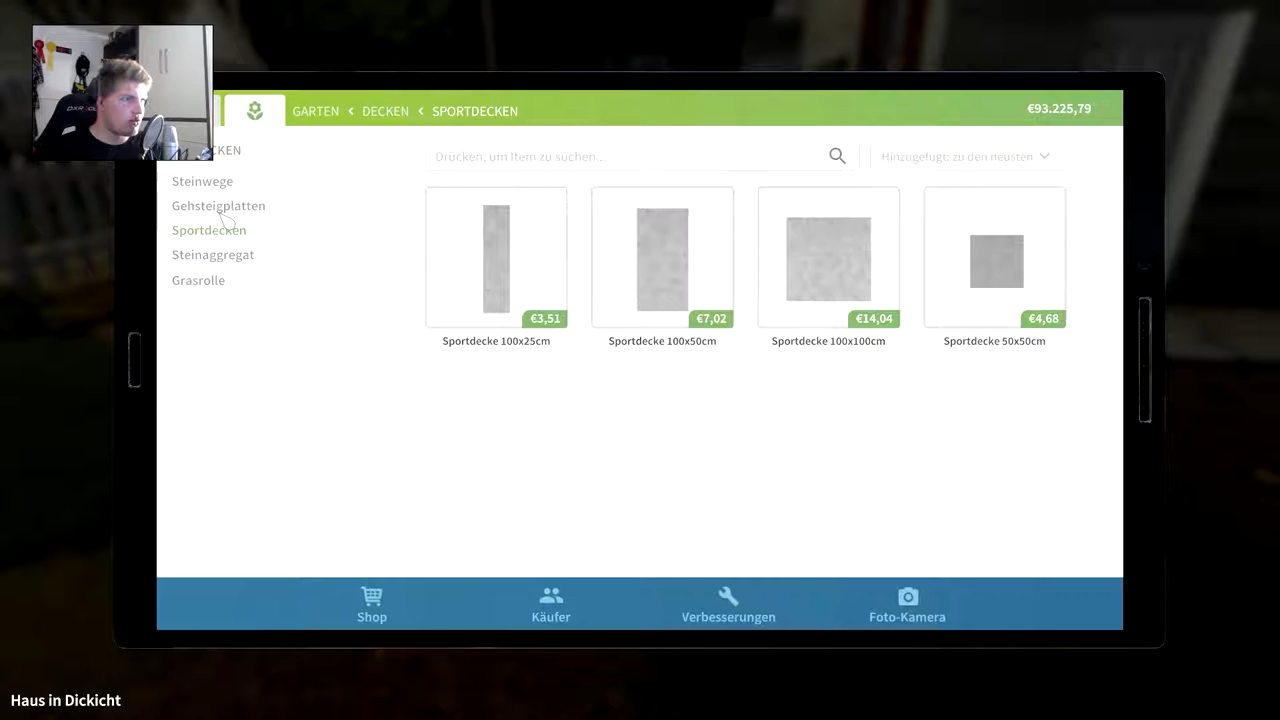 GARTEN < DECKEN < SPORTDECKEN
€93.225,79
CKEN
Drücken, um Item zu suchen...
Hinzugefügt: zu den neusten
Steinwege
Gehsteigplatten
Sportdecken
Steinaggregat
Grasrolle
€3,51
€7,02
€14,04
€4,68
Sportdecke 100x25cm
Sportdecke 100x50cm
Sportdecke 100x100cm
Sportdecke 50x50cm
Shop
Käufer
Verbesserungen
Foto-Kamera
Haus in Dickicht